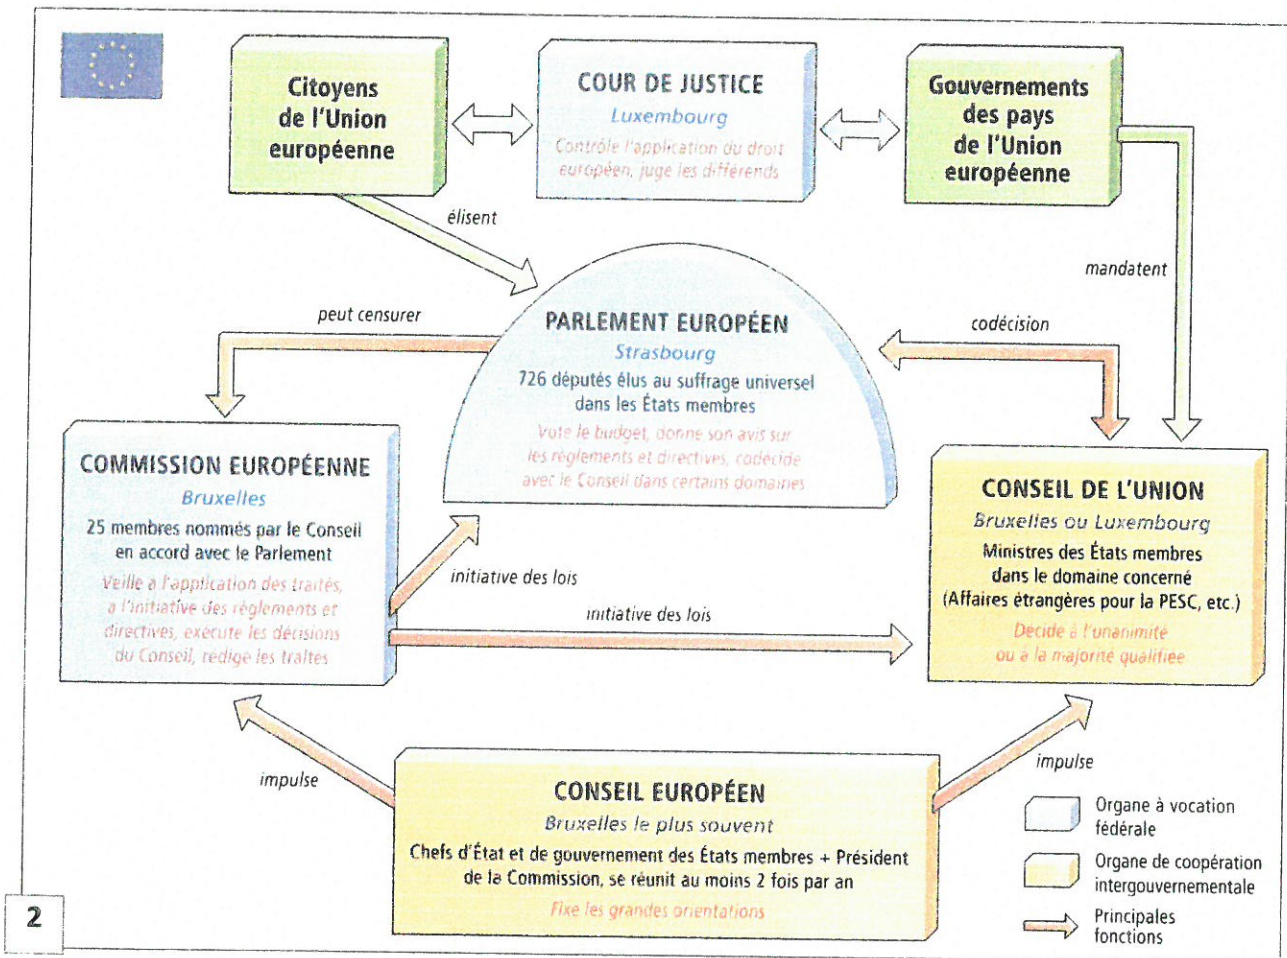 Citoyens
de l'Union
européenne
COUR DE JUSTICE
Luxembourg
Contrôle l'application du droit
européen, juge les différends
Gouvernements
des pays
de l'Union
européenne
élisent
mandatent
peut censurer
codécision
PARLEMENT EUROPÉEN
Strasbourg
726 députés élus au suffrage universel
dans les États membres
Vote le budget, donne son avis sur
les règlements et directives, codécide
avec le Conseil dans certains domaines
COMMISSION EUROPÉENNE
Bruxelles
25 membres nommés par le Conseil
en accord avec le Parlement
Veille a l'application des traités,
a l'initiative des règlements et
directives, exécute les décisions
du Conseil, rédige les traités
CONSEIL DE L'UNION
Bruxelles ou Luxembourg
Ministres des États membres
dans le domaine concerné
(Affaires étrangères pour la PESC, etc.)
Décide à l'unanimité
ou à la majorité qualifiée
initiative des lois
initiative des lois
impulse
impulse
CONSEIL EUROPÉEN
Bruxelles le plus souvent
Chefs d'État et de gouvernement des États membres + Président
de la Commission, se réunit au moins 2 fois par an
Fixe les grandes orientations
Organe à vocation
fédérale
Organe de coopération
intergouvernementale
Principales
fonctions
2